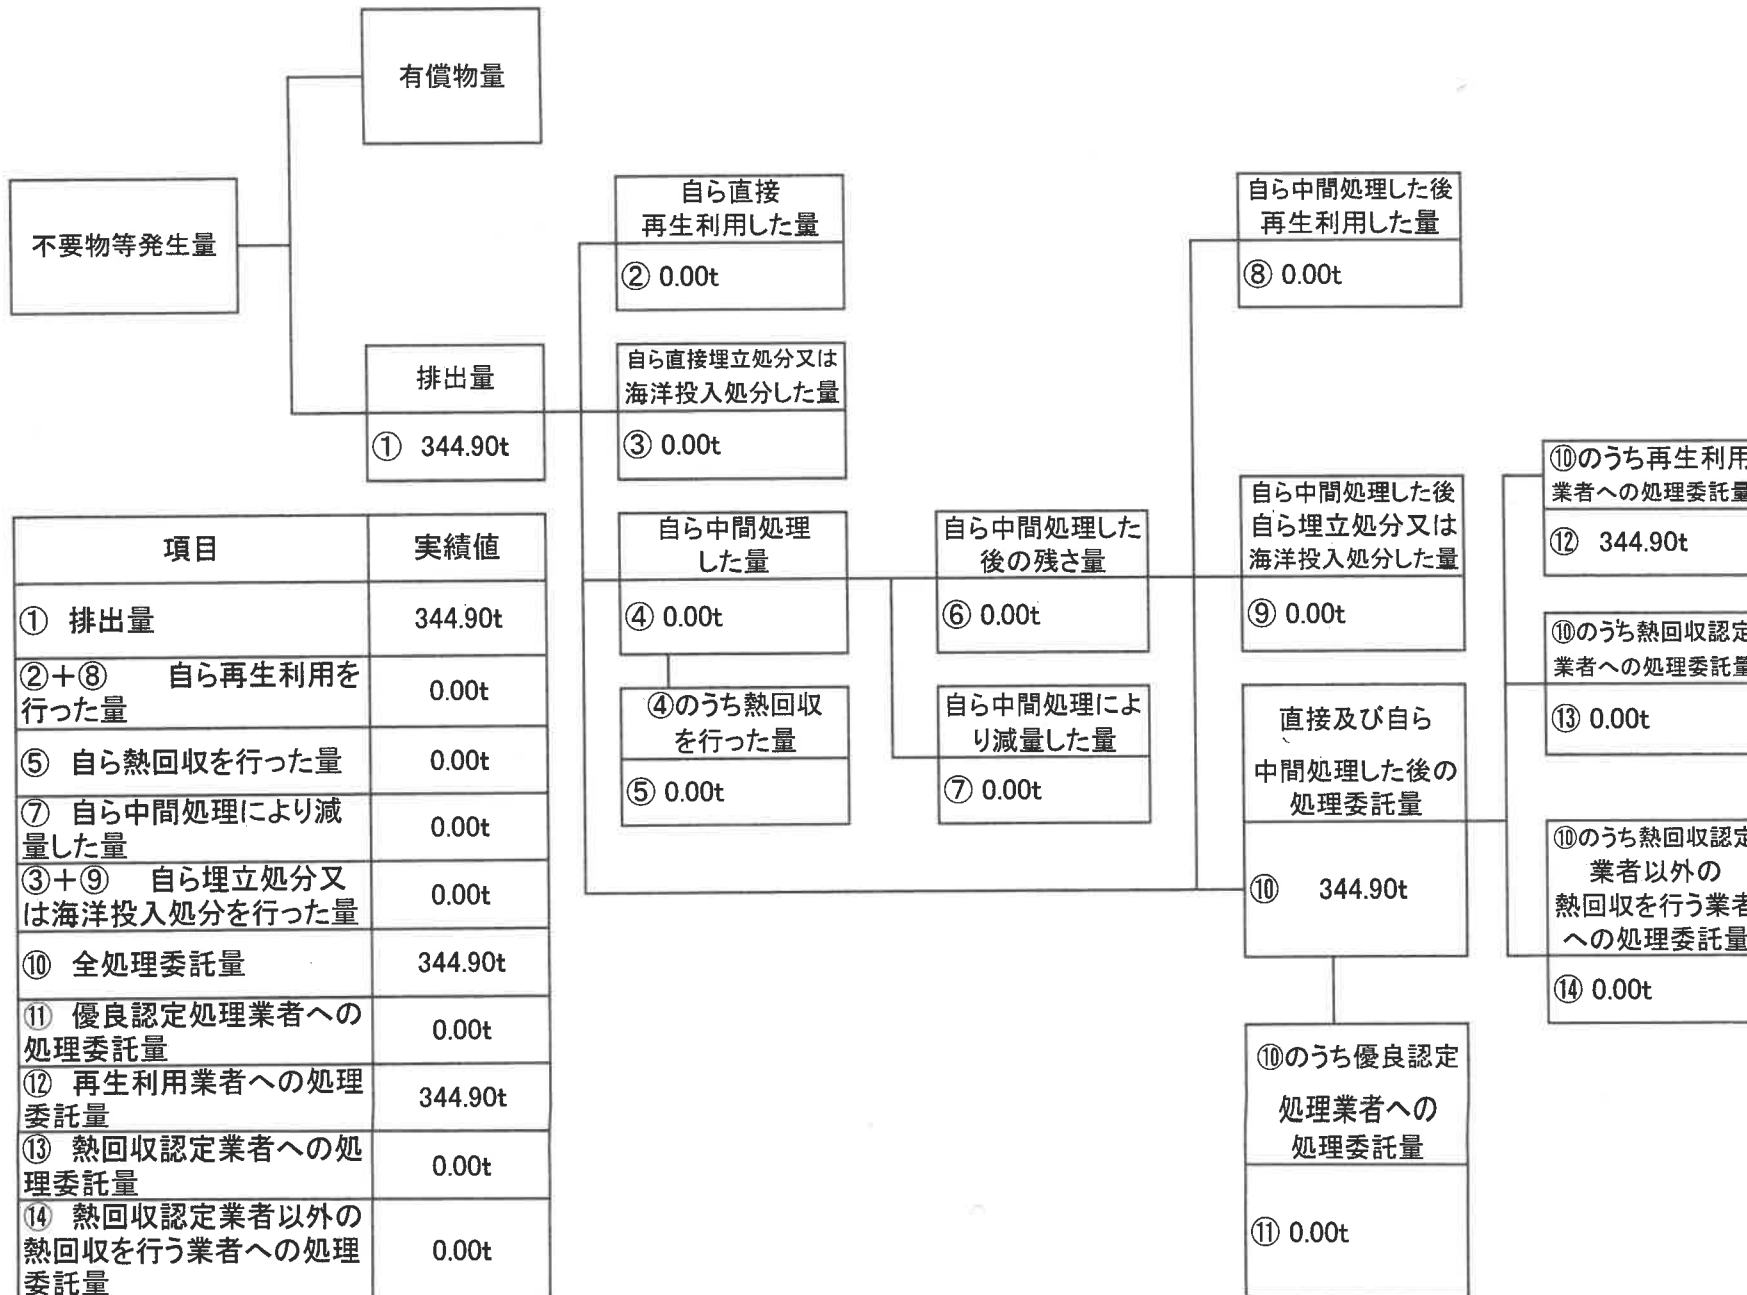 有償物量
不要物等発生量
排出量
① 344.90t
自ら直接
再生利用した量
② 0.00t
自ら直接埋立処分又は
海洋投入処分した量
③ 0.00t
自ら中間処理
した量
④ 0.00t
④のうち熱回収
を行った量
⑤ 0.00t
自ら中間処理した
後の残さ量
⑥ 0.00t
自ら中間処理によ
り減量した量
⑦ 0.00t
自ら中間処理した後
再生利用した量
⑧ 0.00t
自ら中間処理した後
自ら埋立処分又は
海洋投入処分した量
⑨ 0.00t
直接及び自ら
中間処理した後の
処理委託量
⑩ 344.90t
⑩のうち優良認定
処理業者への
処理委託量
⑪ 0.00t
⑩のうち再生利用
業者への処理委託量
⑫ 344.90t
⑩のうち熱回収認定
業者への処理委託量
⑬ 0.00t
⑩のうち熱回収認定
業者以外の
熱回収を行う業者
への処理委託量
⑭ 0.00t
項目 実績値
① 排出量 344.90t
②+⑧ 自ら再生利用を
行った量 0.00t
⑤ 自ら熱回収を行った量 0.00t
⑦ 自ら中間処理により減
量した量 0.00t
③+⑨ 自ら埋立処分又
は海洋投入処分を行った量 0.00t
⑩ 全処理委託量 344.90t
⑪ 優良認定処理業者への
処理委託量 0.00t
⑫ 再生利用業者への処理
委託量 344.90t
⑬ 熱回収認定業者への処
理委託量 0.00t
⑭ 熱回収認定業者以外の
熱回収を行う業者への処理
委託量 0.00t